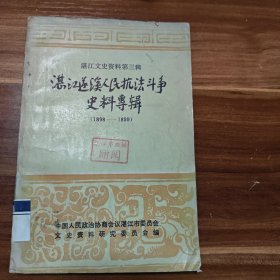 湛江文史资料第三辑
湛江遂溪人民抗法斗争
史料專辑
(1898——1899)
中国人民政治协商会议湛江市委员会
文史资料研究委员会编